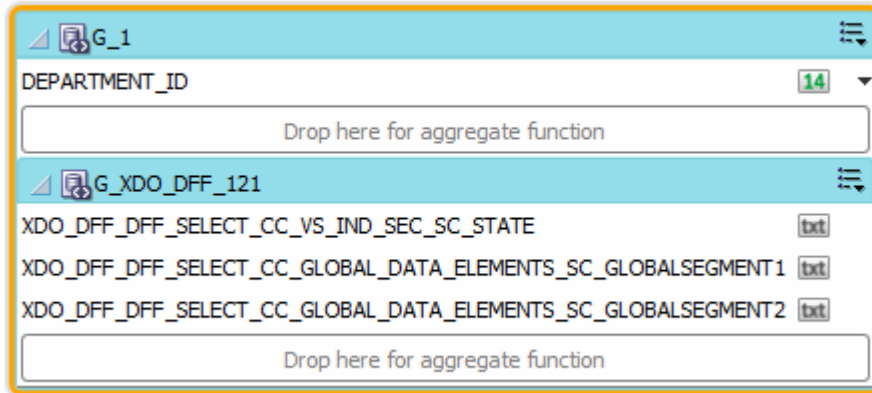 G_1
DEPARTMENT_ID 14
Drop here for aggregate function
G_XDO_DFF_121
XDO_DFF_DFF_SELECT_CC_VS_IND_SEC_SC_STATE txt
XDO_DFF_DFF_SELECT_CC_GLOBAL_DATA_ELEMENTS_SC_GLOBALSEGMENT1 txt
XDO_DFF_DFF_SELECT_CC_GLOBAL_DATA_ELEMENTS_SC_GLOBALSEGMENT2 txt
Drop here for aggregate function